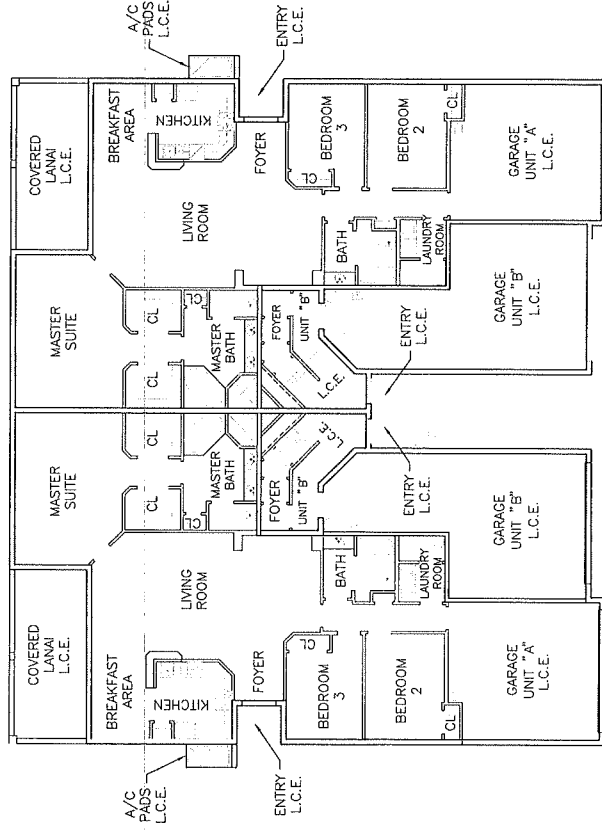 COVERED
LANAI
L.C.E.
MASTER
SUITE
MASTER
SUITE
COVERED
LANAI
L.C.E.
A/C
PADS
L.C.E.
BREAKFAST
AREA
CL
CL
CL
CL
BREAKFAST
AREA
A/C
PADS
L.C.E.
KITCHEN
LIVING
ROOM
CL
MASTER
BATH
MASTER
BATH
CL
LIVING
ROOM
KITCHEN
ENTRY
L.C.E.
FOYER
FOYER
UNIT "B"
L.C.E.
FOYER
UNIT "B"
L.C.E.
FOYER
ENTRY
L.C.E.
BEDROOM
3
CL
BATH
BATH
CL
BEDROOM
3
BEDROOM
2
CL
LAUNDRY
ROOM
ENTRY
L.C.E.
ENTRY
L.C.E.
LAUNDRY
ROOM
BEDROOM
2
CL
GARAGE
UNIT "A"
L.C.E.
GARAGE
UNIT "B"
L.C.E.
GARAGE
UNIT "B"
L.C.E.
GARAGE
UNIT "A"
L.C.E.